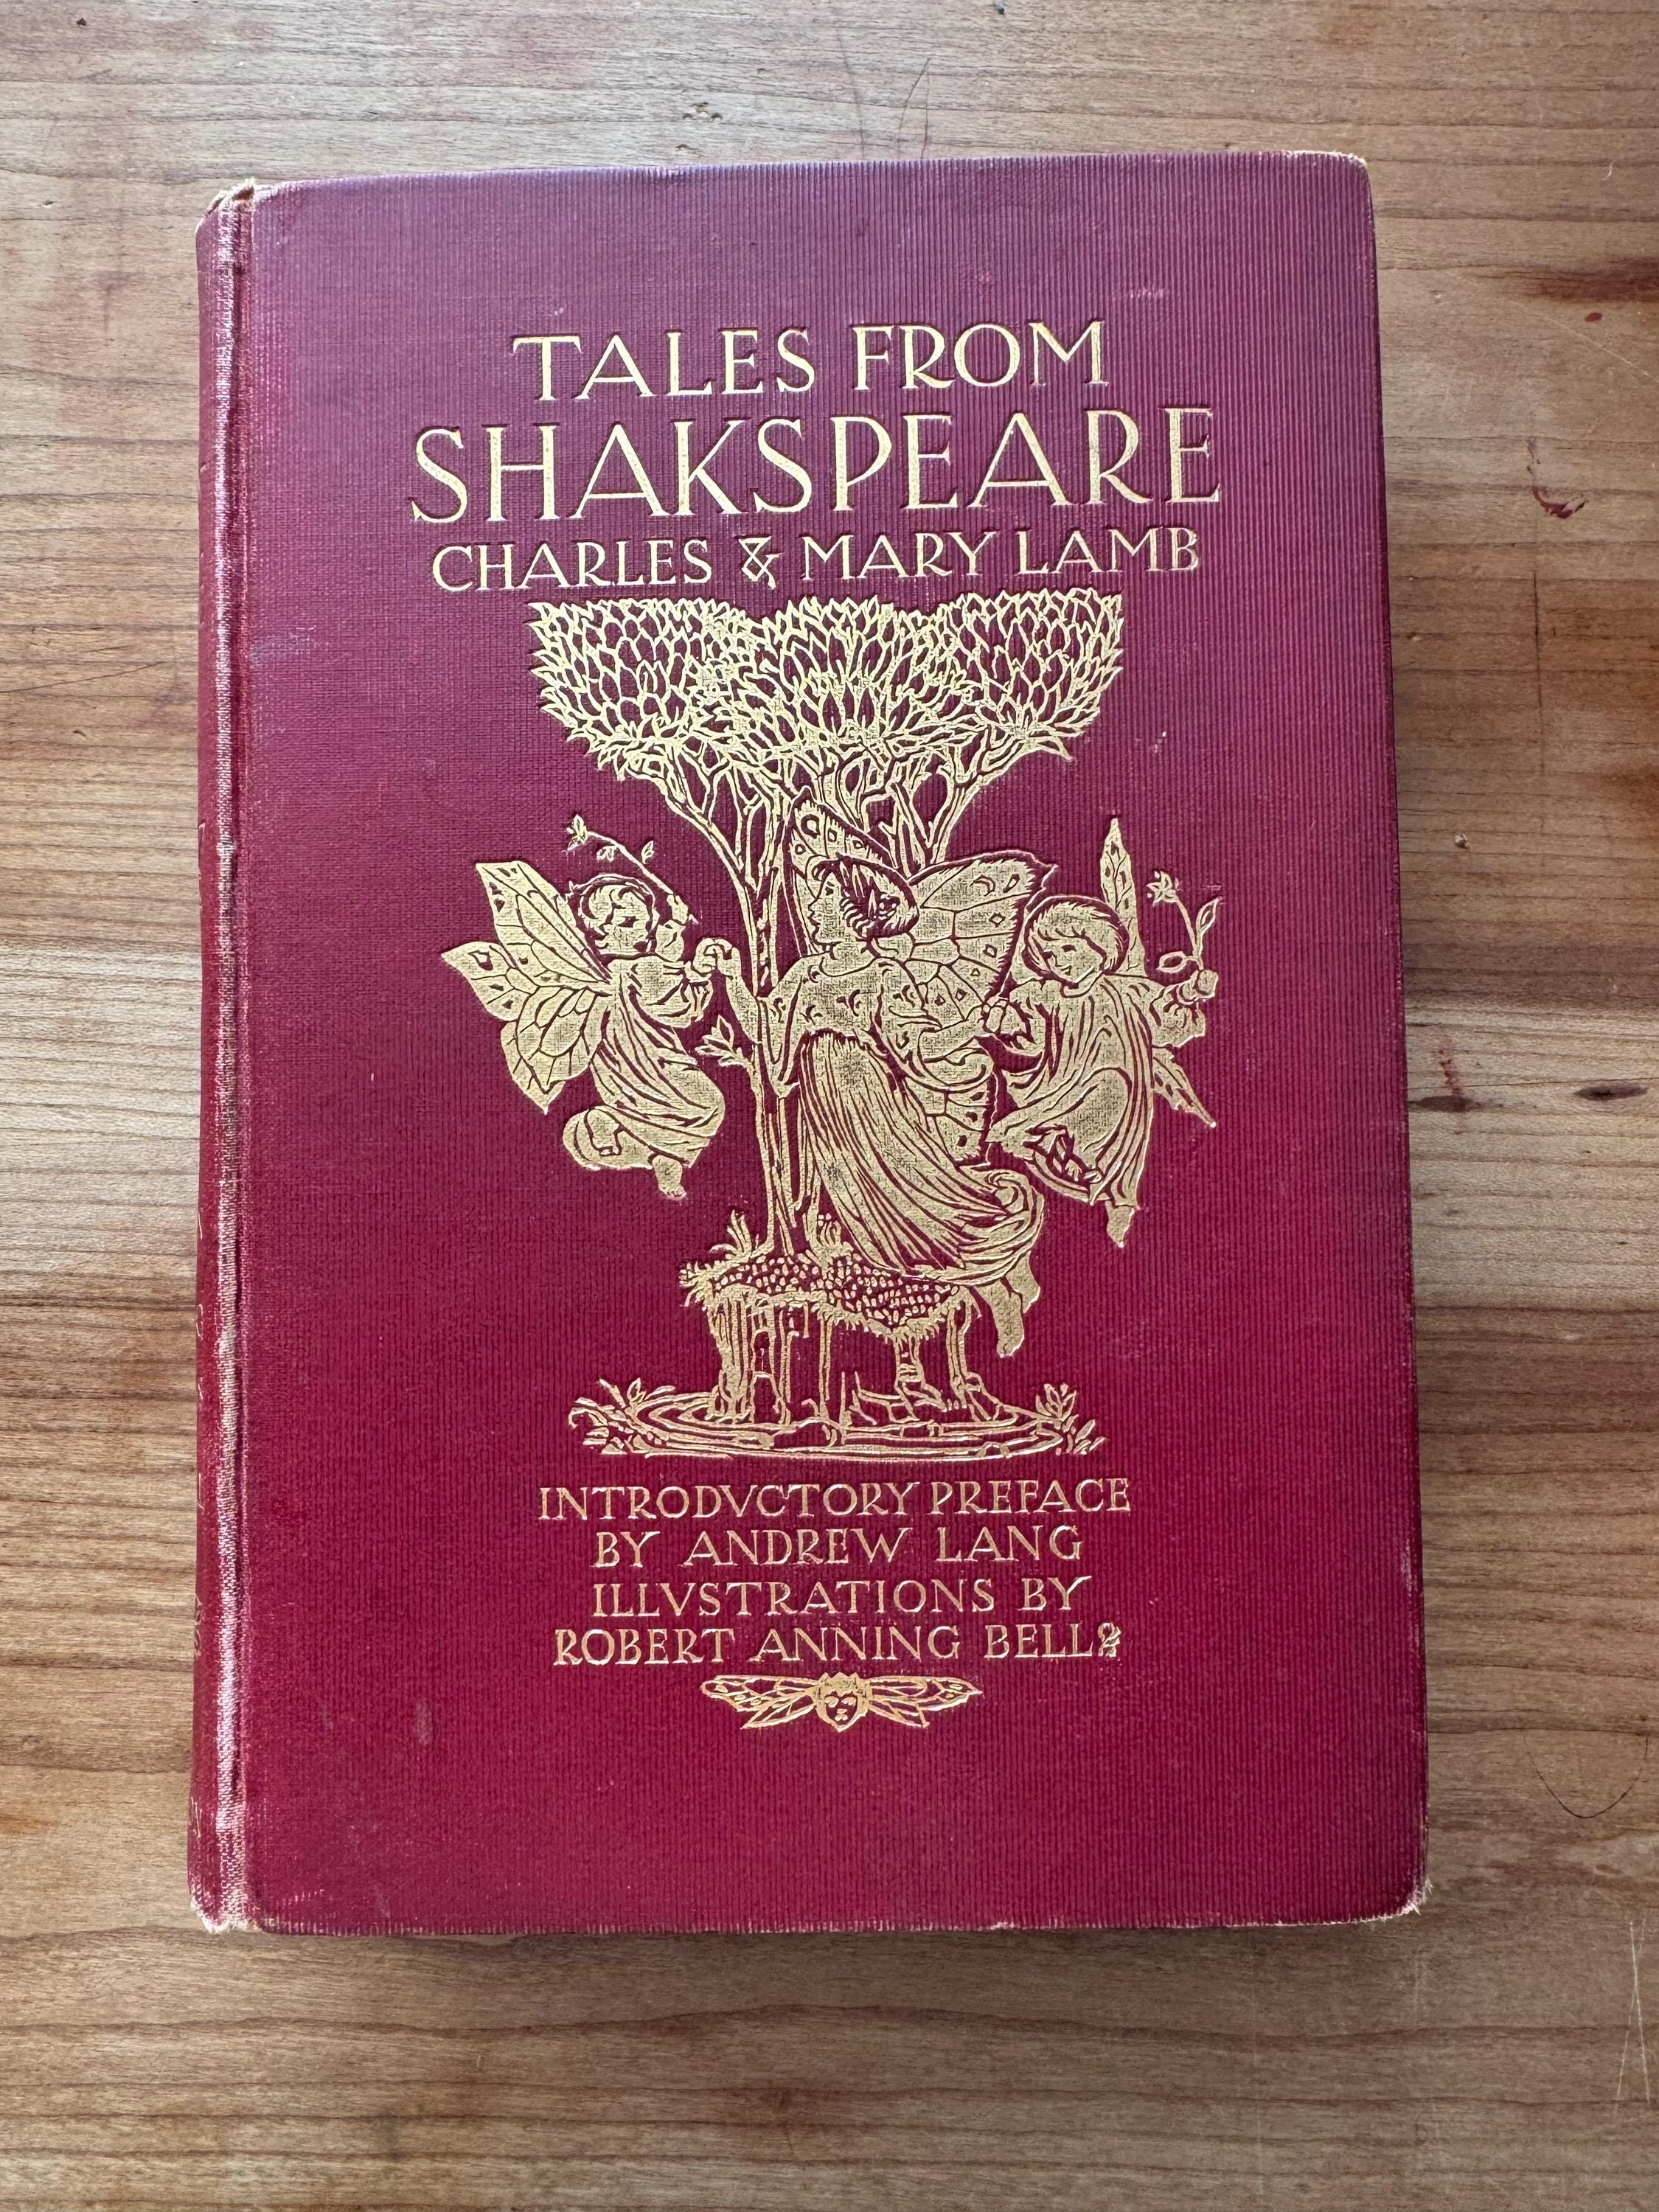 TALES FROM
SHAKSPEARE
CHARLES & MARY LAMB
INTRODVCTORY PREFACE
BY ANDREW LANG
ILLVSTRATIONS BY
ROBERT ANNING BELL